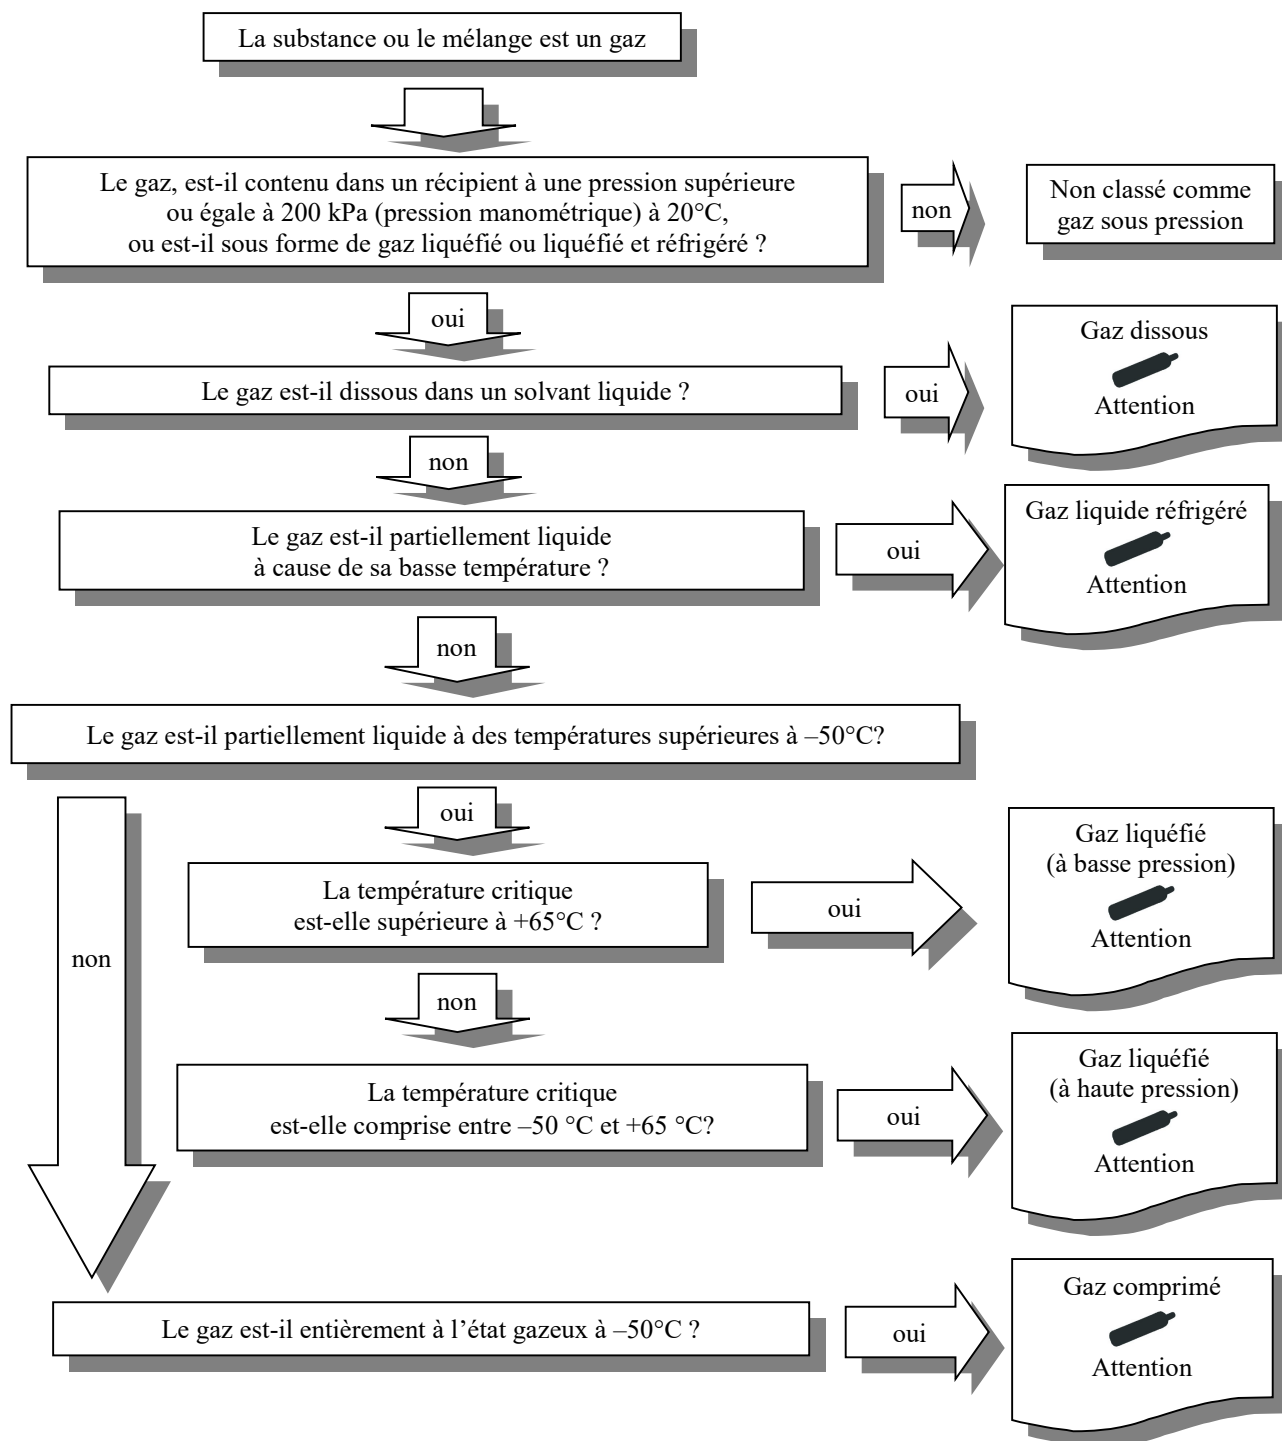 La substance ou le mélange est un gaz
Le gaz, est-il contenu dans un récipient à une pression supérieure
ou égale à 200 kPa (pression manométrique) à 20°C,
ou est-il sous forme de gaz liquéfié ou liquéfié et réfrigéré ?
non
Non classé comme
gaz sous pression
oui
Le gaz est-il dissous dans un solvant liquide ?
oui
Gaz dissous
Attention
non
Le gaz est-il partiellement liquide
à cause de sa basse température ?
oui
Gaz liquide réfrigéré
Attention
non
Le gaz est-il partiellement liquide à des températures supérieures à –50°C?
oui
La température critique
est-elle supérieure à +65°C ?
oui
Gaz liquéfié
(à basse pression)
Attention
non
non
La température critique
est-elle comprise entre –50 °C et +65 °C?
oui
Gaz liquéfié
(à haute pression)
Attention
Le gaz est-il entièrement à l’état gazeux à –50°C ?
oui
Gaz comprimé
Attention